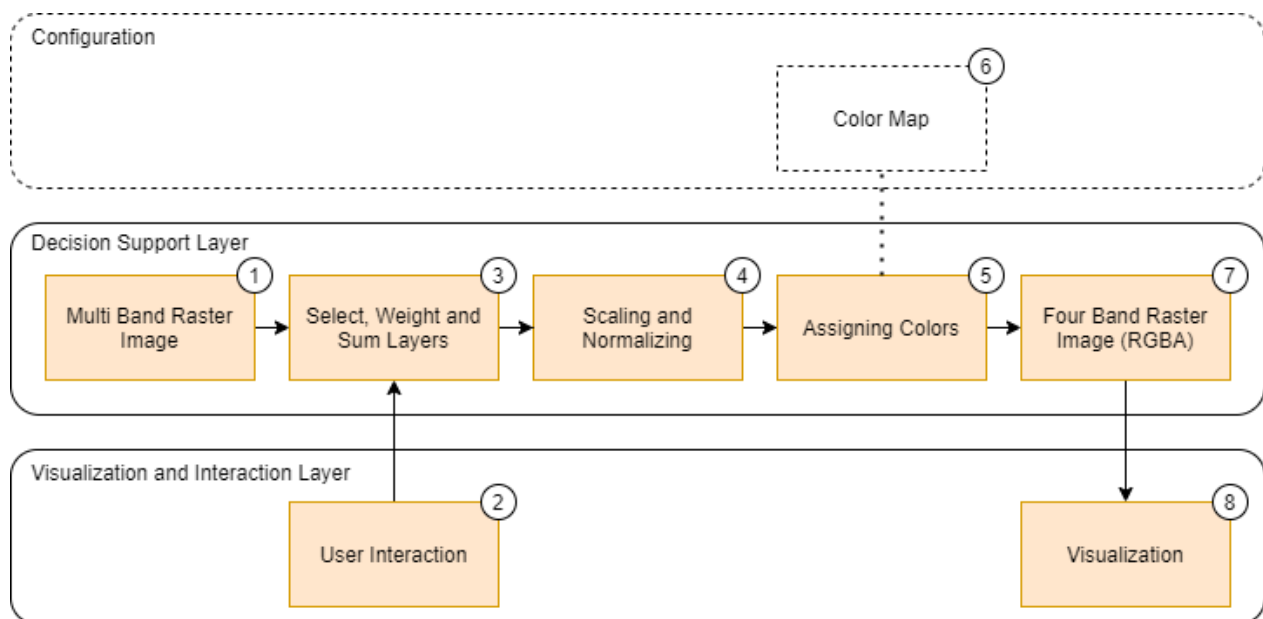 Configuration
6
Color Map
Decision Support Layer
1
Multi Band Raster
Image
3
Select, Weight and
Sum Layers
4
Scaling and
Normalizing
5
Assigning Colors
7
Four Band Raster
Image (RGBA)
Visualization and Interaction Layer
2
User Interaction
8
Visualization